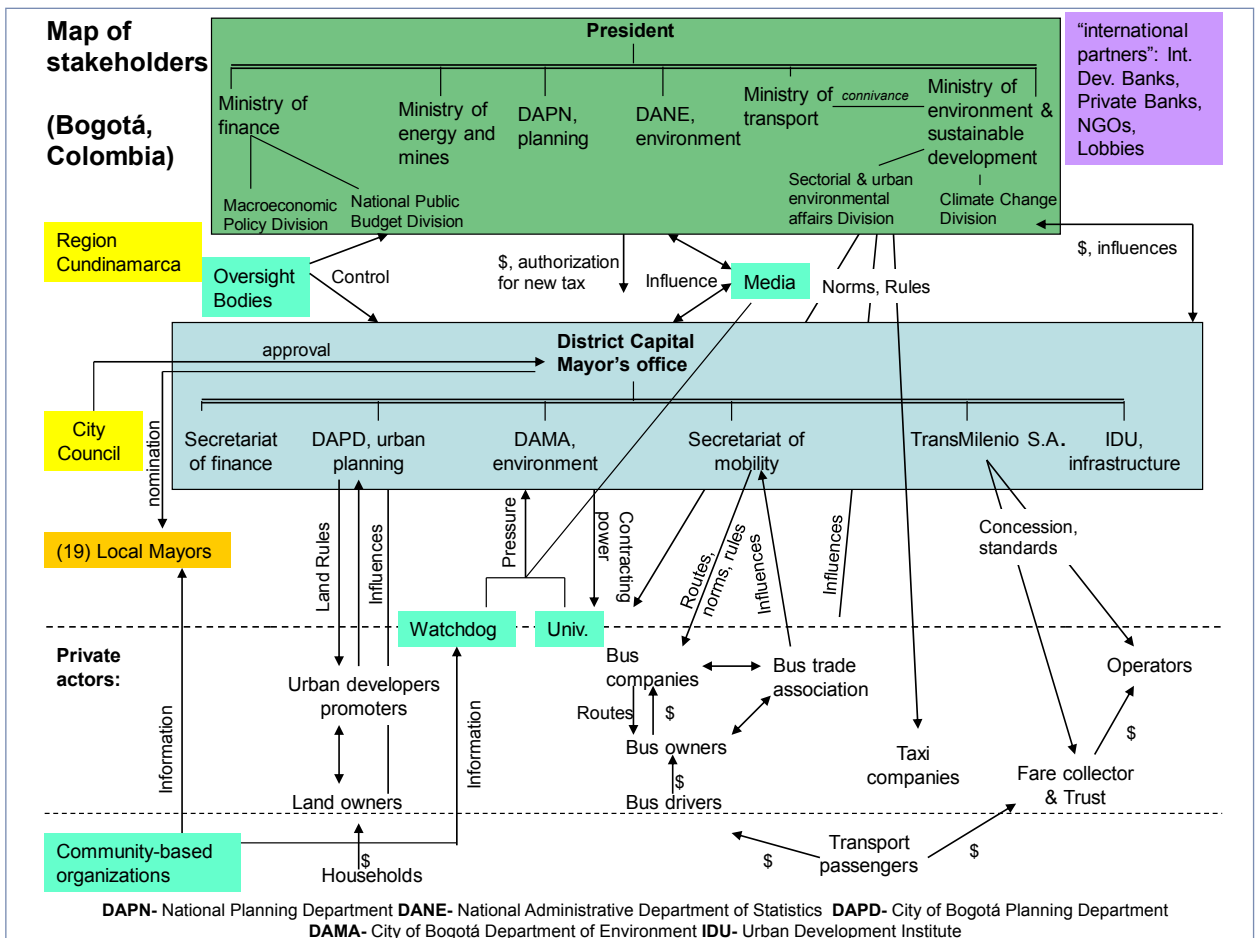 Map of
stakeholders
(Bogotá,
Colombia)
President
"international
partners": Int.
Dev. Banks,
Private Banks,
NGOs,
Lobbies
Ministry of
finance
Ministry of
energy and
mines
DAPN,
planning
DANE,
environment
Ministry of
transport
connivance
Ministry of
environment &
sustainable
development
Macroeconomic
Policy Division
National Public
Budget Division
Sectorial & urban
environmental
affairs Division
Climate Change
Division
Region
Cundinamarca
Oversight
Bodies
Control
$, authorization
for new tax
Influence
Media
Norms, Rules
$, influences
District Capital
Mayor's office
approval
City
Council
nomination
Secretariat
of finance
DAPD, urban
planning
DAMA,
environment
Secretariat of
mobility
TransMilenio S.A.
IDU,
infrastructure
(19) Local Mayors
Land Rules
Influences
Pressure
Contracting
power
Routes,
norms, rules
Influences
Influences
Concession,
standards
Watchdog
Univ.
Private
actors:
Urban developers
promoters
Bus
companies
Bus trade
association
Operators
Routes
$
Bus owners
$
Bus drivers
Taxi
companies
$
Fare collector
& Trust
Information
Information
Land owners
Community-based
organizations
$
Households
$
Transport
passengers
$
DAPN- National Planning Department DANE- National Administrative Department of Statistics DAPD- City of Bogotá Planning Department
DAMA- City of Bogotá Department of Environment IDU- Urban Development Institute